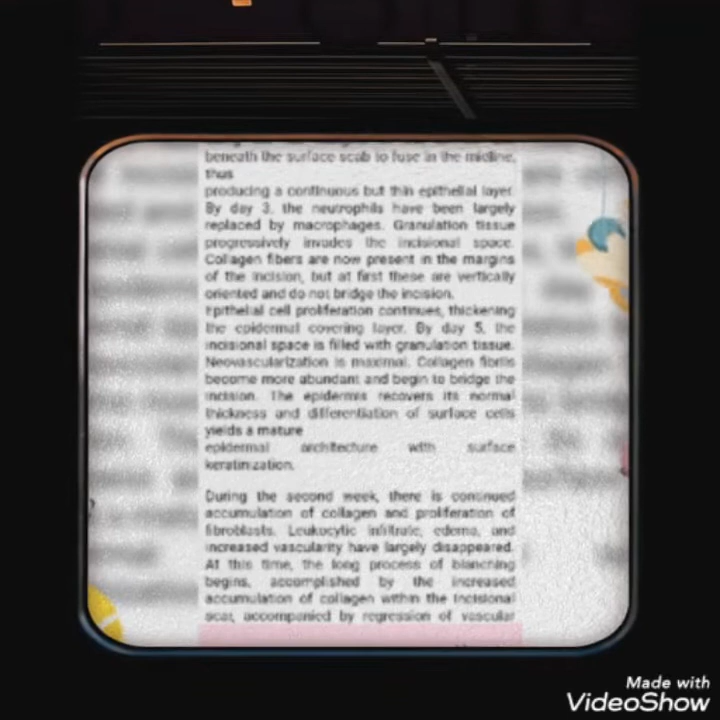 beneath the surface scab to fuse in the midline,
thus
producing a continuous but thin epithelial layer.
By day 3, the neutrophils have been largely
replaced by macrophages. Granulation tissue
progressively invades the incisional space.
Collagen fibers are now present in the margins
of the incision, but at first these are vertically
oriented and do not bridge the incision.
Epithelial cell proliferation continues, thickening
the epidermal covering layer. By day 5, the
incisional space is filled with granulation tissue.
Neovascularization is maximal. Collagen fibrils
become more abundant and begin to bridge the
incision. The epidermis recovers its normal
thickness and differentiation of surface cells
yields a mature
epidermal architecture with surface
keratinization.
During the second week, there is continued
accumulation of collagen and proliferation of
fibroblasts. Leukocytic infiltrate, edema, and
increased vascularity have largely disappeared.
At this time, the long process of blanching
begins, accomplished by the increased
accumulation of collagen within the incisional
scar, accompanied by regression of vascular
Made with
VideoShow